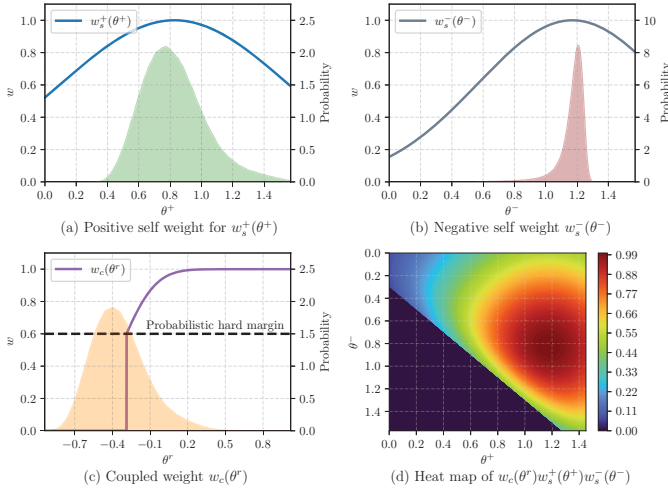 w_s^+(θ^+)
1.0
0.8
0.6
0.4
0.2
0.0
w
2.5
2.0
1.5
1.0
0.5
0.0
Probability
0.0 0.2 0.4 0.6 0.8 1.0 1.2 1.4
θ^+
(a) Positive self weight for w_s^+(θ^+)
w_s^-(θ^-)
1.0
0.8
0.6
0.4
0.2
0.0
w
10
8
6
4
2
0
Probability
0.0 0.2 0.4 0.6 0.8 1.0 1.2 1.4
θ^-
(b) Negative self weight w_s^-(θ^-)
w_c(θ^r)
1.0
0.8
0.6
0.4
0.2
0.0
w
Probabilistic hard margin
2.5
2.0
1.5
1.0
0.5
0.0
Probability
-0.7 -0.4 -0.1 0.2 0.5 0.8
θ^r
(c) Coupled weight w_c(θ^r)
0.0
0.2
0.4
0.6
0.8
1.0
1.2
1.4
θ^-
0.0 0.2 0.4 0.6 0.8 1.0 1.2 1.4
θ^+
0.99
0.88
0.77
0.66
0.55
0.44
0.33
0.22
0.11
0.00
(d) Heat map of w_c(θ^r)w_s^+(θ^+)w_s^-(θ^-)